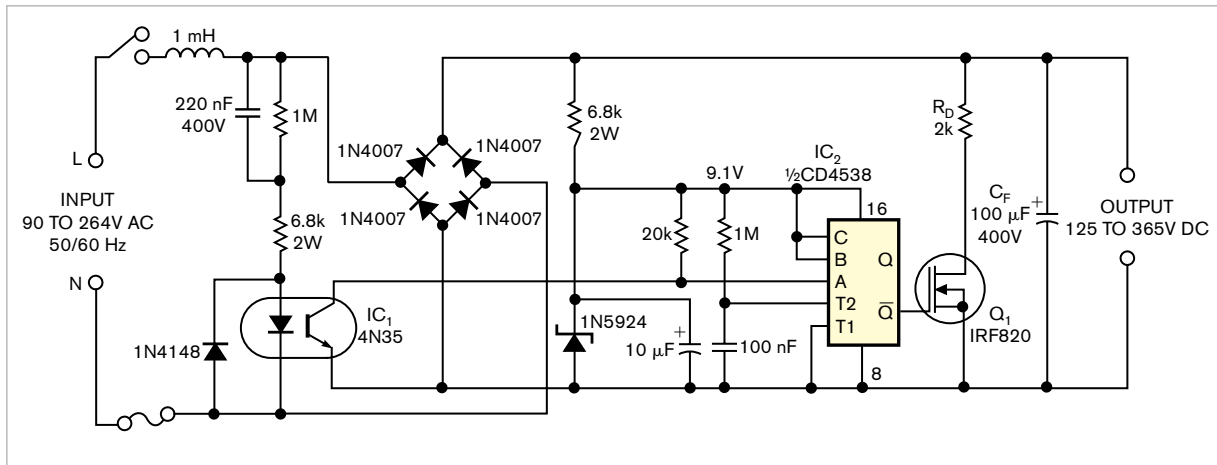 1 mH
220 nF
400V
1M
L
INPUT
90 TO 264V AC
50/60 Hz
N
6.8k
2W
1N4148
IC1
4N35
1N4007
1N4007
1N4007
1N4007
6.8k
2W
9.1V
20k
1M
1N5924
+
10 µF
100 nF
IC2
½CD4538
16
C
B
A
T2
T1
Q
Q̅
8
RD
2k
Q1
IRF820
CF
100 µF
400V
+
OUTPUT
125 TO 365V DC